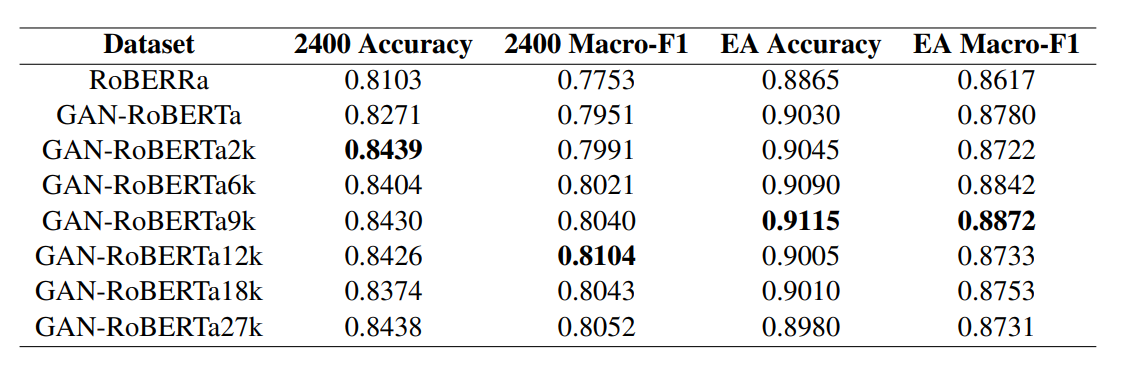 Dataset 2400 Accuracy 2400 Macro-F1 EA Accuracy EA Macro-F1
RoBERRa 0.8103 0.7753 0.8865 0.8617
GAN-RoBERTa 0.8271 0.7951 0.9030 0.8780
GAN-RoBERTa2k 0.8439 0.7991 0.9045 0.8722
GAN-RoBERTa6k 0.8404 0.8021 0.9090 0.8842
GAN-RoBERTa9k 0.8430 0.8040 0.9115 0.8872
GAN-RoBERTa12k 0.8426 0.8104 0.9005 0.8733
GAN-RoBERTa18k 0.8374 0.8043 0.9010 0.8753
GAN-RoBERTa27k 0.8438 0.8052 0.8980 0.8731